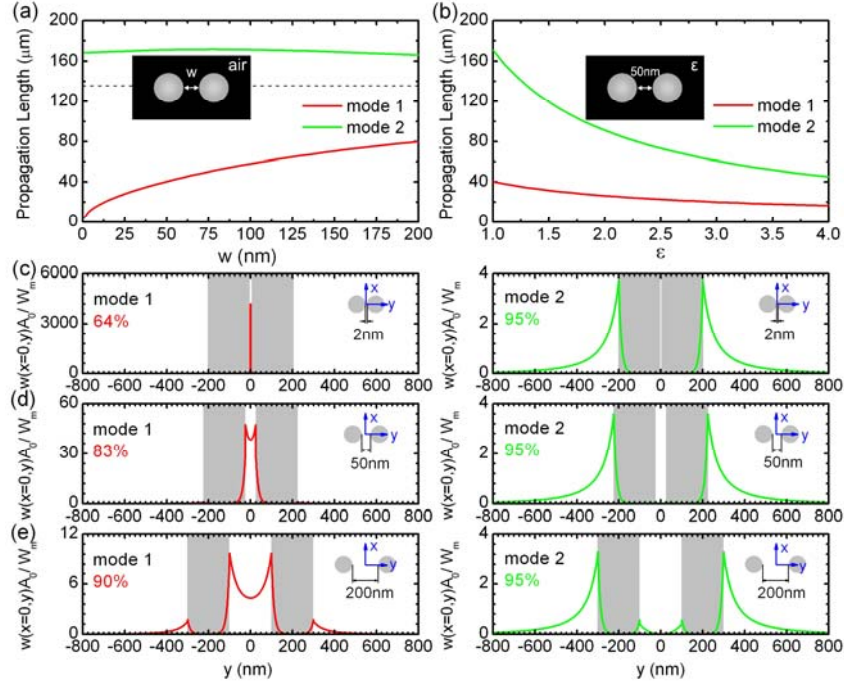 (a)
Propagation Length (μm)
200
160
120
80
40
0
w
air
mode 1
mode 2
0 25 50 75 100 125 150 175 200
w (nm)
(b)
Propagation Length (μm)
200
160
120
80
40
0
50nm
ε
mode 1
mode 2
1.0 1.5 2.0 2.5 3.0 3.5 4.0
ε
(c)
w(x=0,y)A0/ Wm
6000
3000
0
mode 1
64%
x
y
2nm
-800 -600 -400 -200 0 200 400 600 800
w(x=0,y)A0/ Wm
4
2
0
mode 2
95%
x
y
2nm
-800 -600 -400 -200 0 200 400 600 800
(d)
w(x=0,y)A0/ Wm
60
30
0
mode 1
83%
x
y
50nm
-800 -600 -400 -200 0 200 400 600 800
w(x=0,y)A0/ Wm
4
2
0
mode 2
95%
x
y
50nm
-800 -600 -400 -200 0 200 400 600 800
(e)
w(x=0,y)A0/ Wm
12
6
0
mode 1
90%
x
y
200nm
-800 -600 -400 -200 0 200 400 600 800
y (nm)
w(x=0,y)A0/ Wm
4
2
0
mode 2
95%
x
y
200nm
-800 -600 -400 -200 0 200 400 600 800
y (nm)